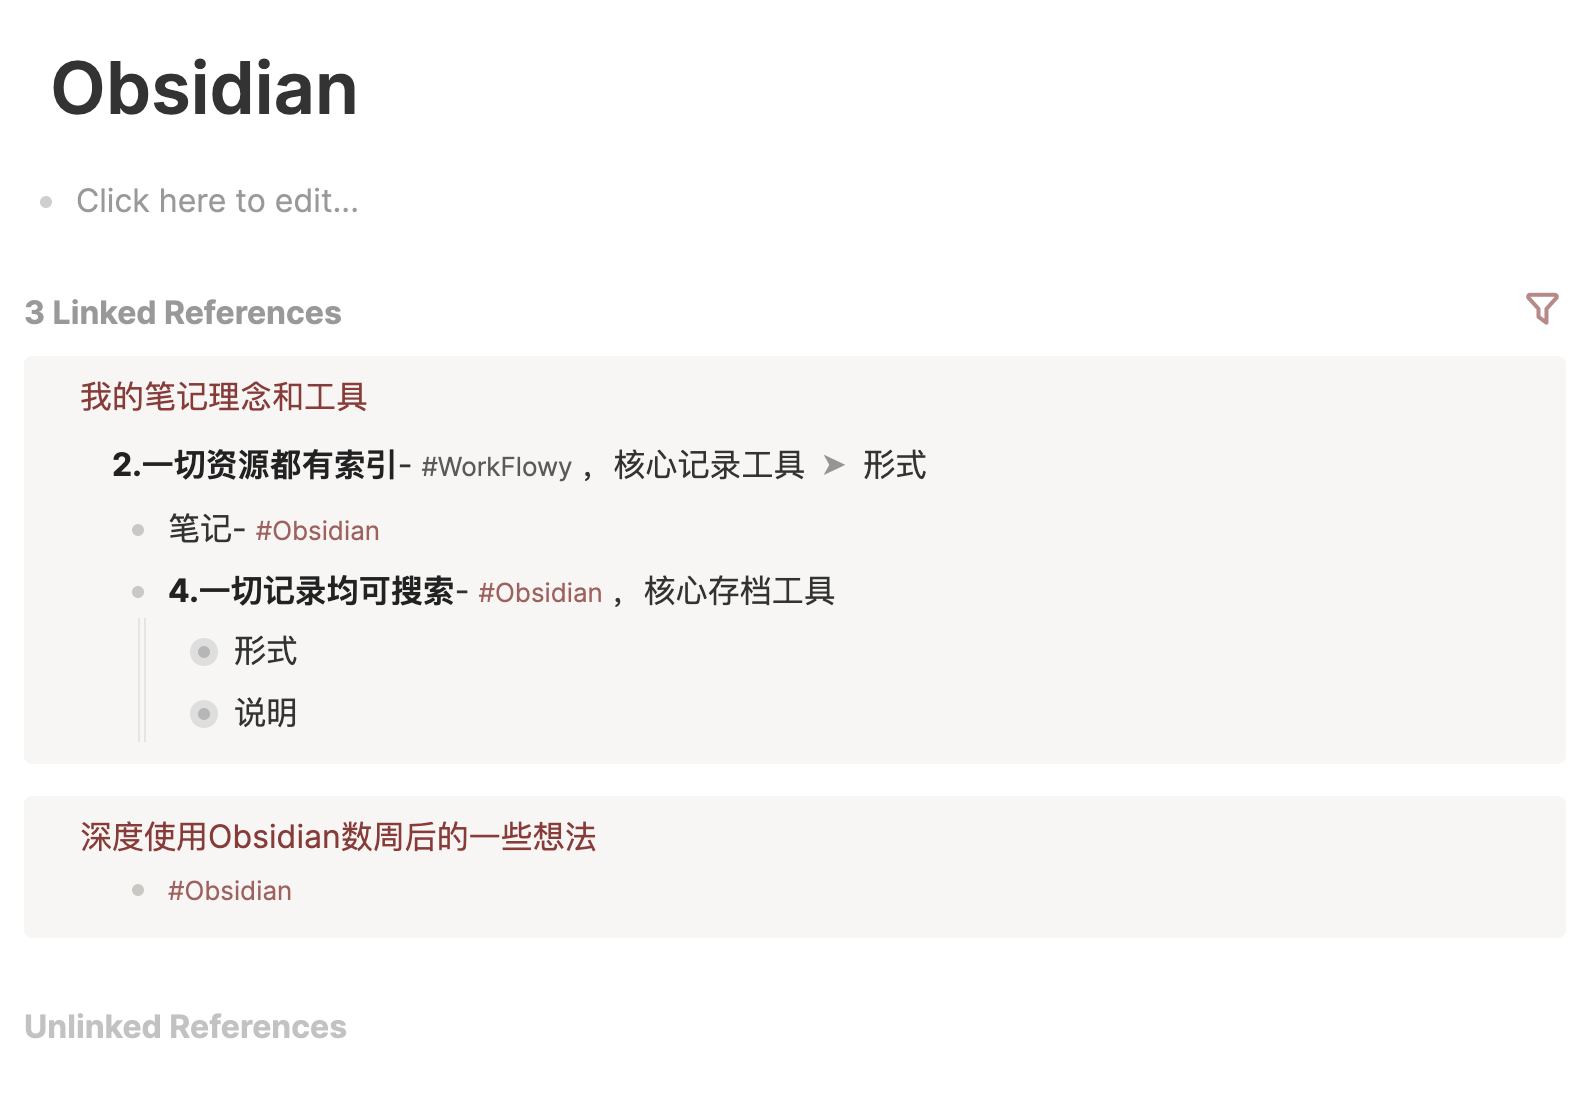 Obsidian
Click here to edit...
3 Linked References
我的笔记理念和工具
2.一切资源都有索引- #WorkFlowy ，核心记录工具 ➤ 形式
笔记- #Obsidian
4.一切记录均可搜索- #Obsidian ，核心存档工具
形式
说明
深度使用Obsidian数周后的一些想法
#Obsidian
Unlinked References